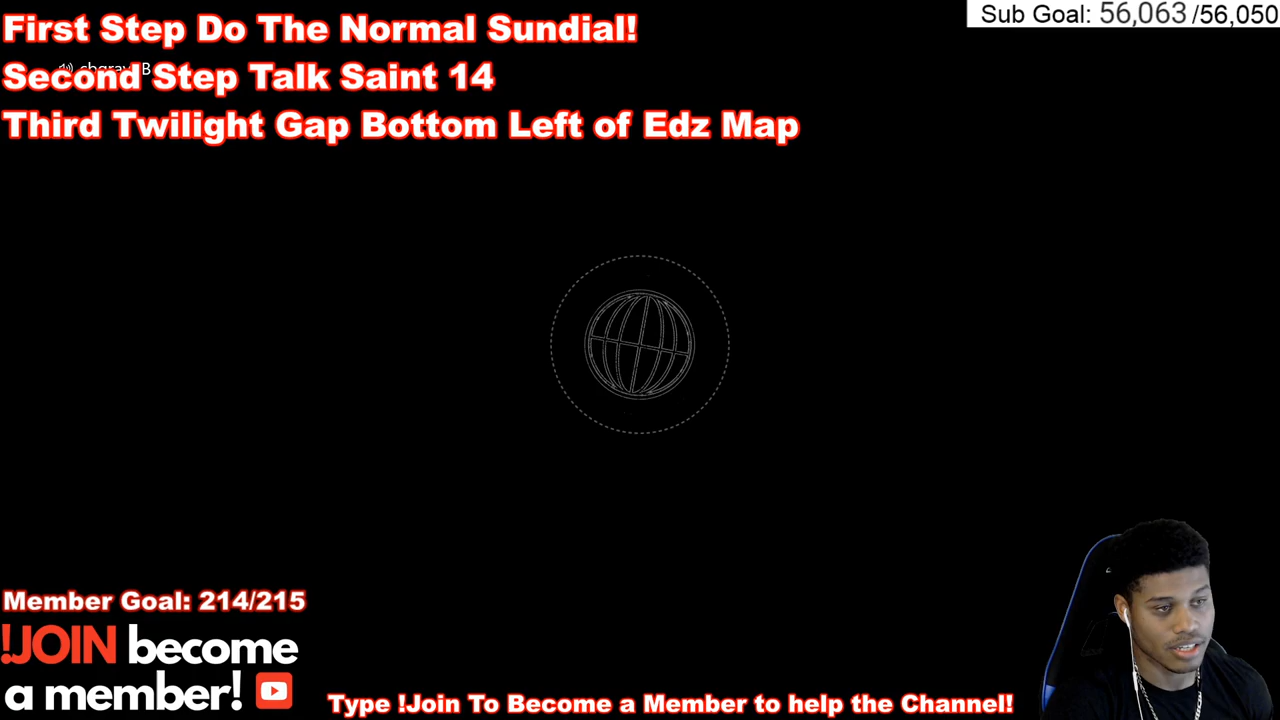 First Step Do The Normal Sundial!
Sub Goal: 56,063 /56,050
Second Step Talk Saint 14
Third Twilight Gap Bottom Left of Edz Map
Member Goal: 214/215
!JOIN become
a member!
Type !Join To Become a Member to help the Channel!